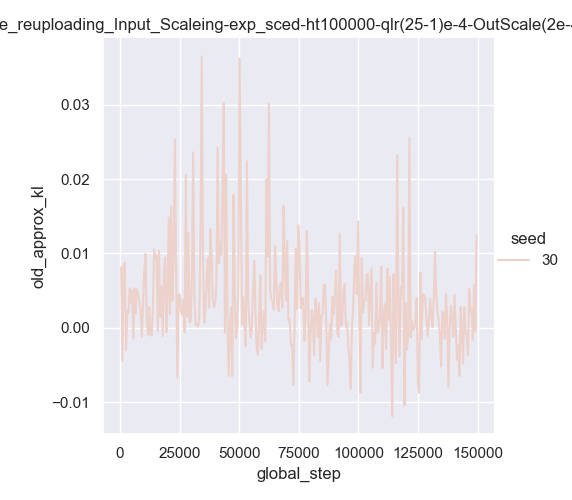 e_reuploading_Input_Scaleing-exp_sced-ht100000-qlr(25-1)e-4-OutScale(2e-4
old_approx_kl
0.03
0.02
0.01
0.00
−0.01
0 25000 50000 75000 100000 125000 150000
global_step
seed
30